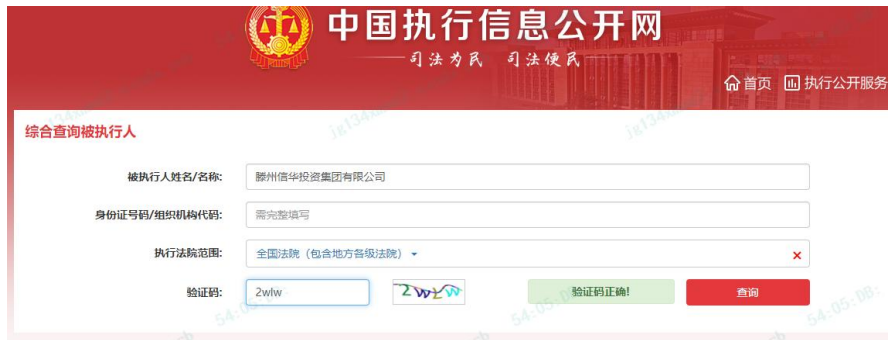 中国执行信息公开网
司法为民 司法便民
首页 执行公开服务
综合查询被执行人
被执行人姓名/名称: 滕州信华投资集团有限公司
身份证号码/组织机构代码: 需完整填写
执行法院范围: 全国法院（包含地方各级法院）
验证码: 2wlw 2wLw 验证码正确! 查询
54:05:DB: